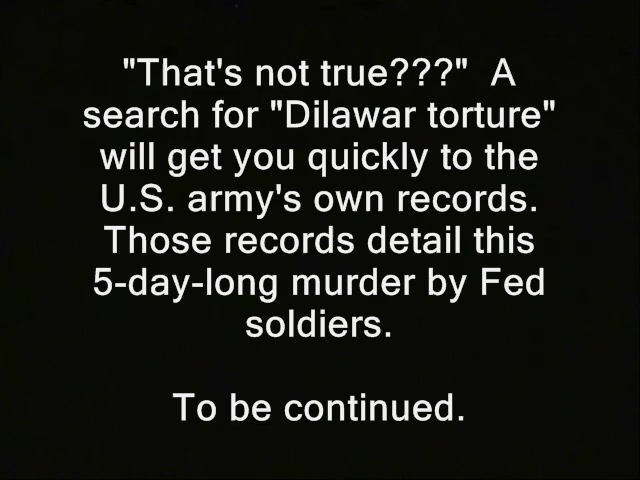 "That's not true???"  A
search for "Dilawar torture"
will get you quickly to the
U.S. army's own records.
Those records detail this
5-day-long murder by Fed
soldiers.

To be continued.